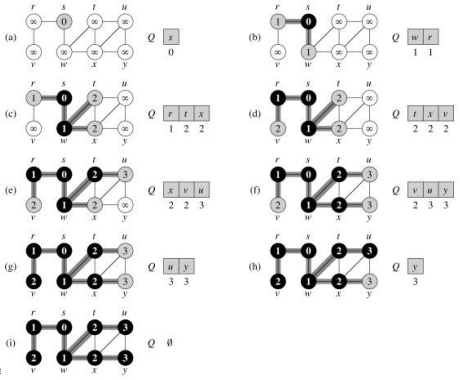 r s t u
∞ 0 ∞ ∞
(a) Q s
∞ ∞ ∞ ∞ 0
v w x y
r s t u
1 0 ∞ ∞
(b) Q w r
∞ 1 ∞ ∞ 1 1
v w x y
r s t u
1 0 2 ∞
(c) Q r t x
∞ 1 2 ∞ 1 2 2
v w x y
r s t u
1 0 2 ∞
(d) Q t x v
2 1 2 ∞ 2 2 2
v w x y
r s t u
1 0 2 3
(e) Q x v u
2 1 2 ∞ 2 2 3
v w x y
r s t u
1 0 2 3
(f) Q v u y
2 1 2 3 2 3 3
v w x y
r s t u
1 0 2 3
(g) Q u y
2 1 2 3 3 3
v w x y
r s t u
1 0 2 3
(h) Q y
2 1 2 3 3
v w x y
r s t u
1 0 2 3
(i) Q ∅
2 1 2 3
v w x y